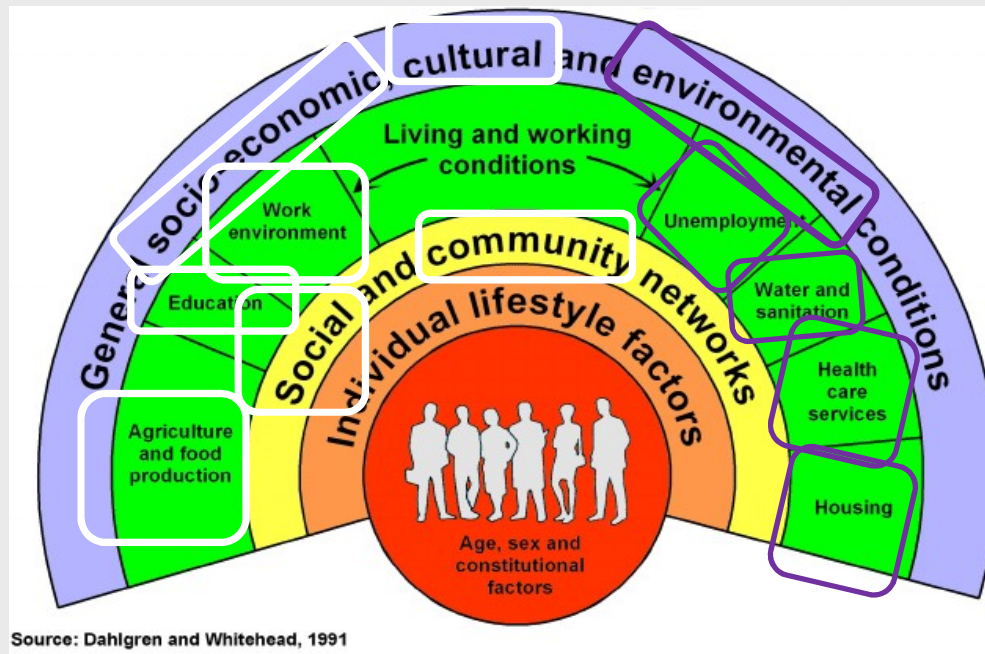 General socio-economic, cultural and environmental conditions
Living and working
conditions
Work
environment
Unemployment
Education
Water and
sanitation
Social and community networks
Individual lifestyle factors
Health
care
services
Agriculture
and food
production
Housing
Age, sex and
constitutional
factors
Source: Dahlgren and Whitehead, 1991